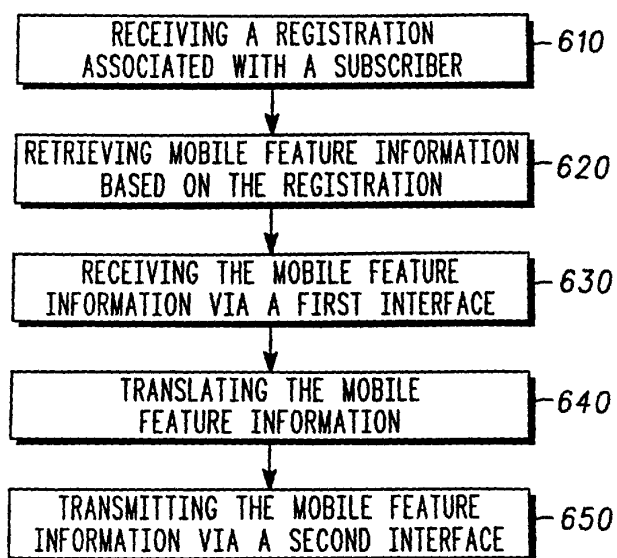 RECEIVING A REGISTRATION
ASSOCIATED WITH A SUBSCRIBER
610
RETRIEVING MOBILE FEATURE INFORMATION
BASED ON THE REGISTRATION
620
RECEIVING THE MOBILE FEATURE
INFORMATION VIA A FIRST INTERFACE
630
TRANSLATING THE MOBILE
FEATURE INFORMATION
640
TRANSMITTING THE MOBILE FEATURE
INFORMATION VIA A SECOND INTERFACE
650